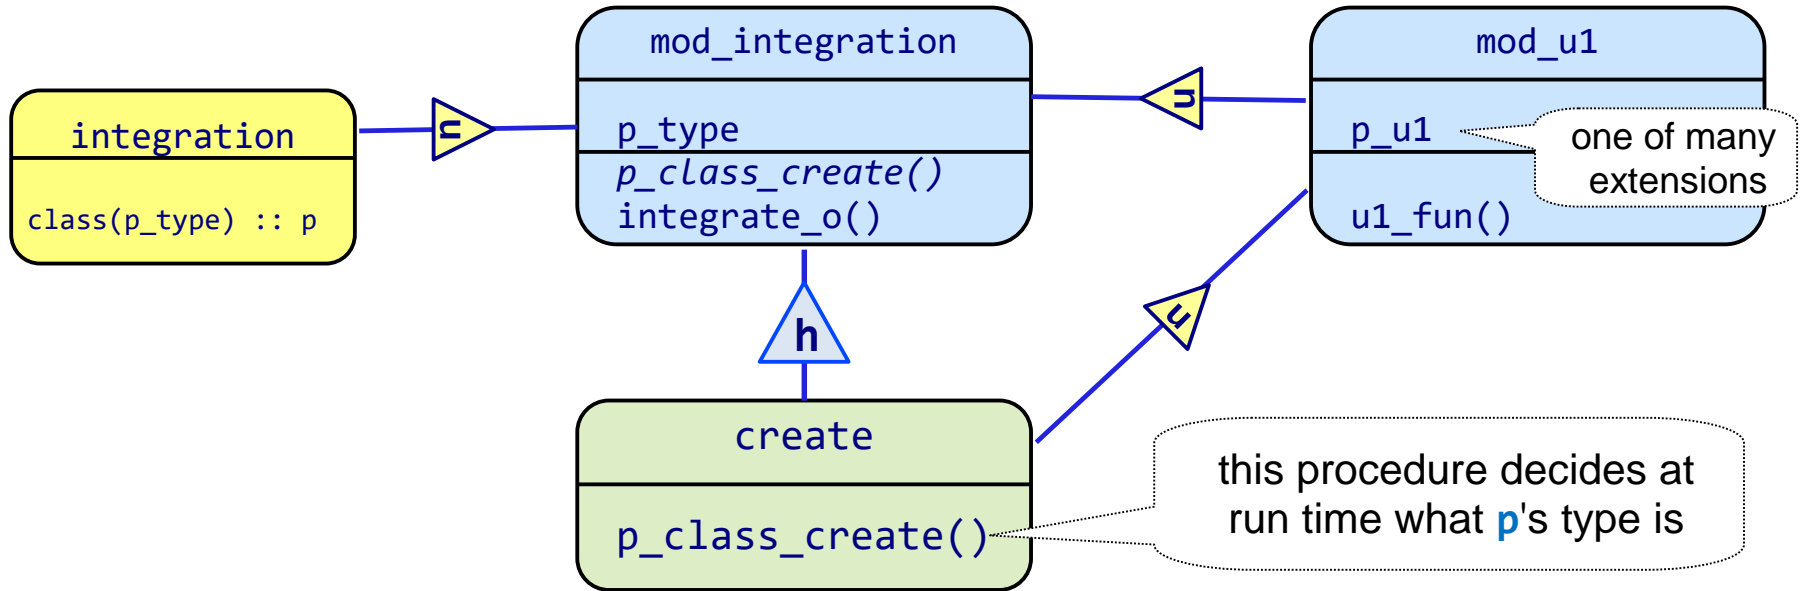 integration
class(p_type) :: p
u
mod_integration
p_type
p_class_create()
integrate_o()
u
mod_u1
p_u1
u1_fun()
one of many
extensions
h
u
create
p_class_create()
this procedure decides at
run time what p's type is